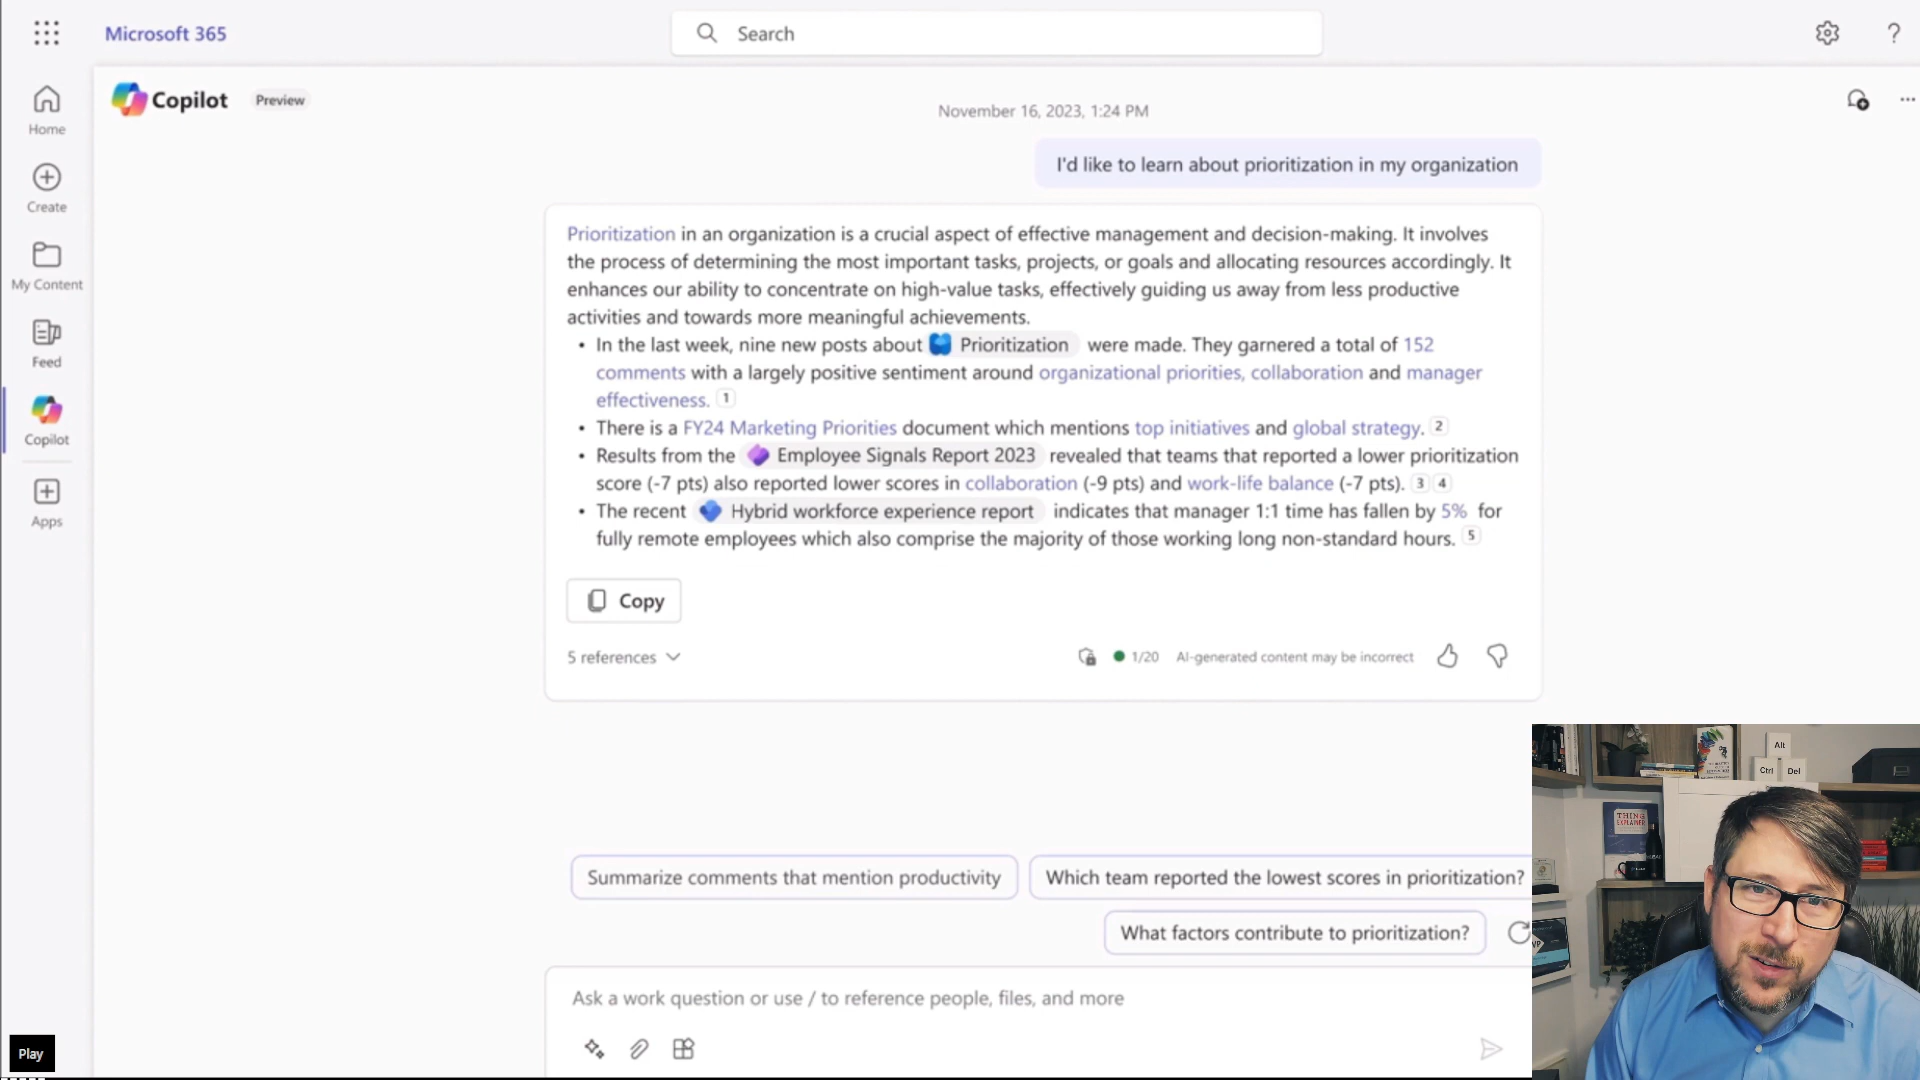 Microsoft 365
Search
?
Home
Create
My Content
Feed
Copilot
Apps
Copilot Preview
November 16, 2023, 1:24 PM
I'd like to learn about prioritization in my organization
Prioritization in an organization is a crucial aspect of effective management and decision-making. It involves
the process of determining the most important tasks, projects, or goals and allocating resources accordingly. It
enhances our ability to concentrate on high-value tasks, effectively guiding us away from less productive
activities and towards more meaningful achievements.
• In the last week, nine new posts about Prioritization were made. They garnered a total of 152
comments with a largely positive sentiment around organizational priorities, collaboration and manager
effectiveness. 1
• There is a FY24 Marketing Priorities document which mentions top initiatives and global strategy. 2
• Results from the Employee Signals Report 2023 revealed that teams that reported a lower prioritization
score (-7 pts) also reported lower scores in collaboration (-9 pts) and work-life balance (-7 pts). 3 4
• The recent Hybrid workforce experience report indicates that manager 1:1 time has fallen by 5% for
fully remote employees which also comprise the majority of those working long non-standard hours. 5
Copy
5 references
1/20 AI-generated content may be incorrect
Summarize comments that mention productivity
Which team reported the lowest scores in prioritization?
What factors contribute to prioritization?
Ask a work question or use / to reference people, files, and more
Play
Alt
Ctrl Del
THING
EXPLAINER